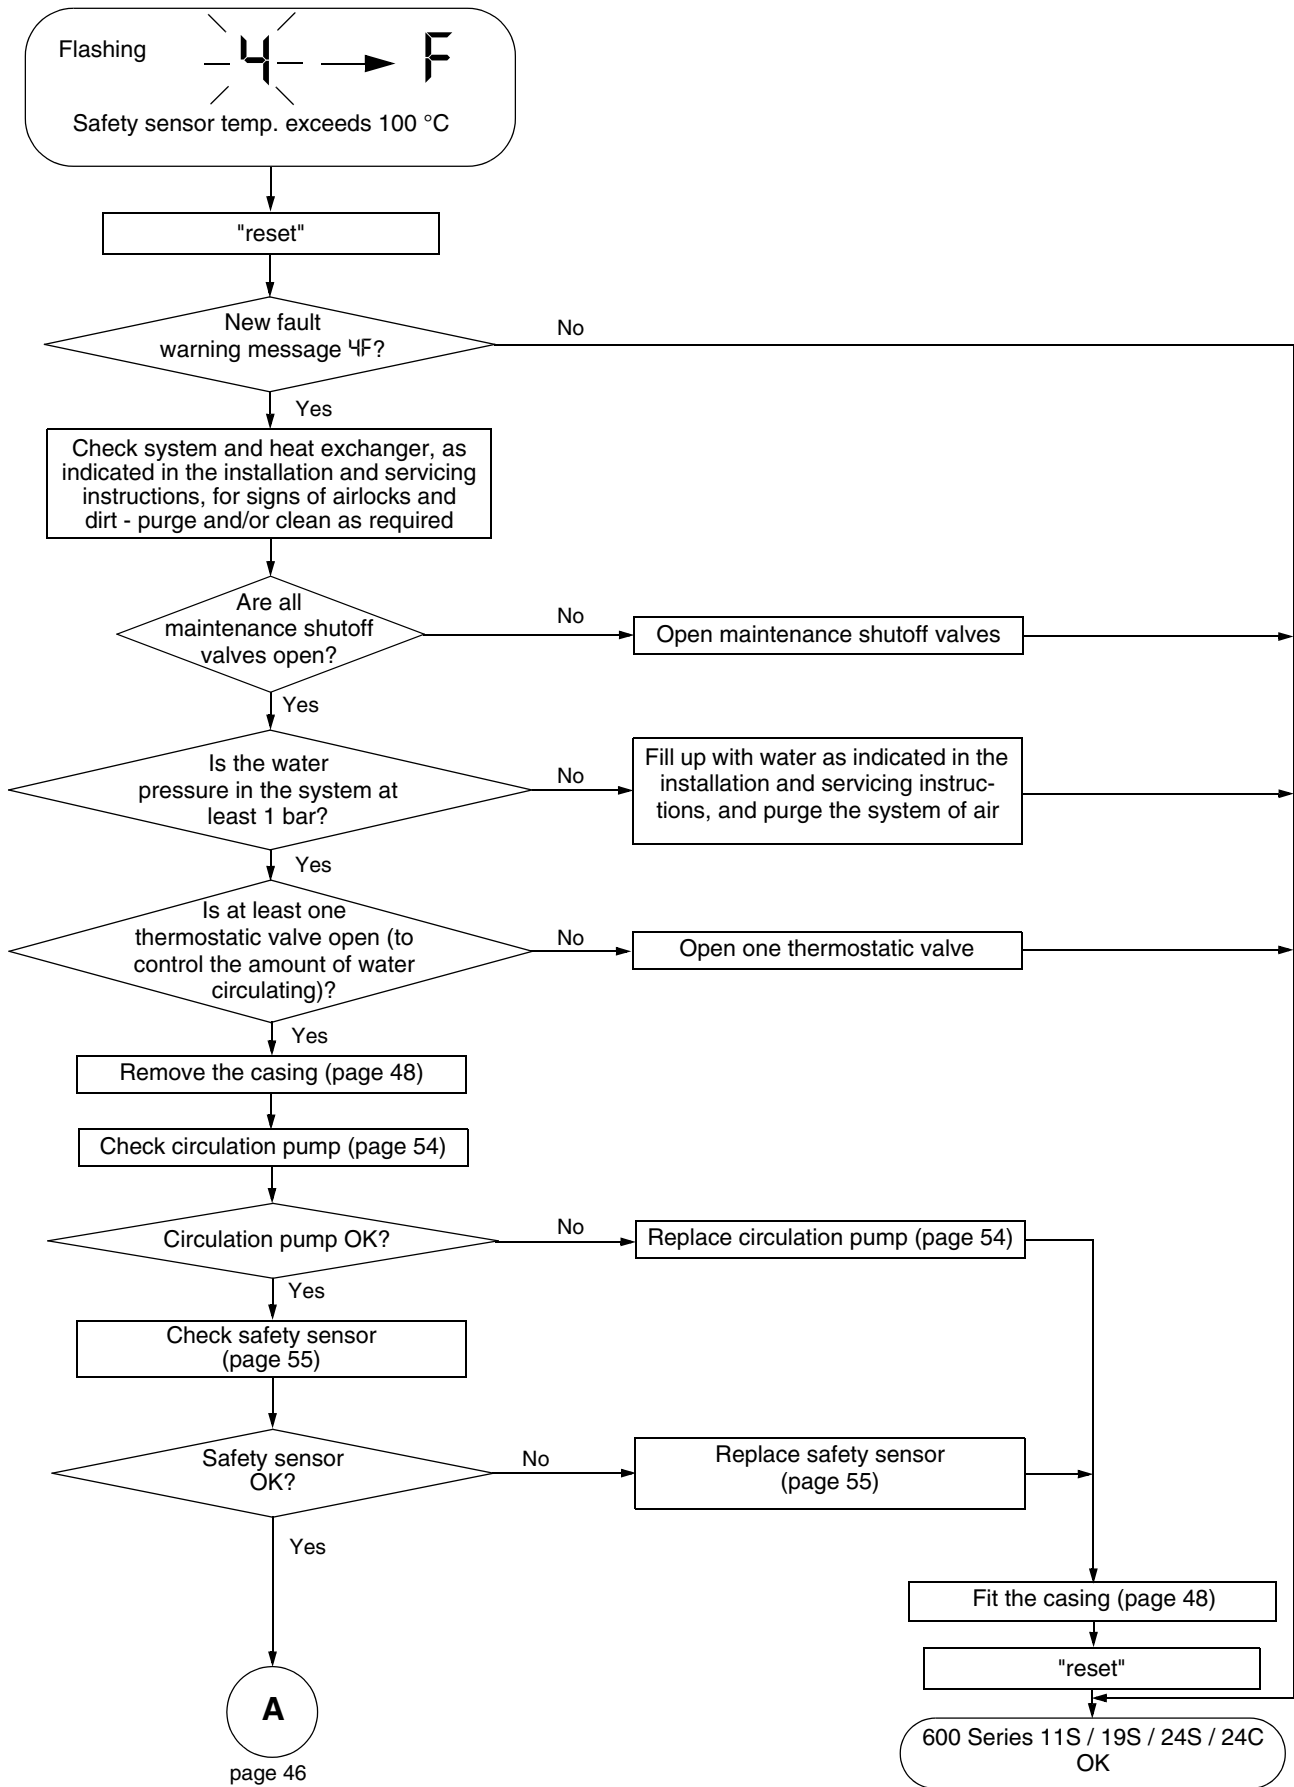 Flashing
4 F
Safety sensor temp. exceeds 100 °C
"reset"
New fault
warning message 4F?
No
Yes
Check system and heat exchanger, as
indicated in the installation and servicing
instructions, for signs of airlocks and
dirt - purge and/or clean as required
Are all
maintenance shutoff
valves open?
No
Open maintenance shutoff valves
Yes
Is the water
pressure in the system at
least 1 bar?
No
Fill up with water as indicated in the
installation and servicing instruc-
tions, and purge the system of air
Yes
Is at least one
thermostatic valve open (to
control the amount of water
circulating)?
No
Open one thermostatic valve
Yes
Remove the casing (page 48)
Check circulation pump (page 54)
Circulation pump OK?
No
Replace circulation pump (page 54)
Yes
Check safety sensor
(page 55)
Safety sensor
OK?
No
Replace safety sensor
(page 55)
Yes
Fit the casing (page 48)
"reset"
A
page 46
600 Series 11S / 19S / 24S / 24C
OK